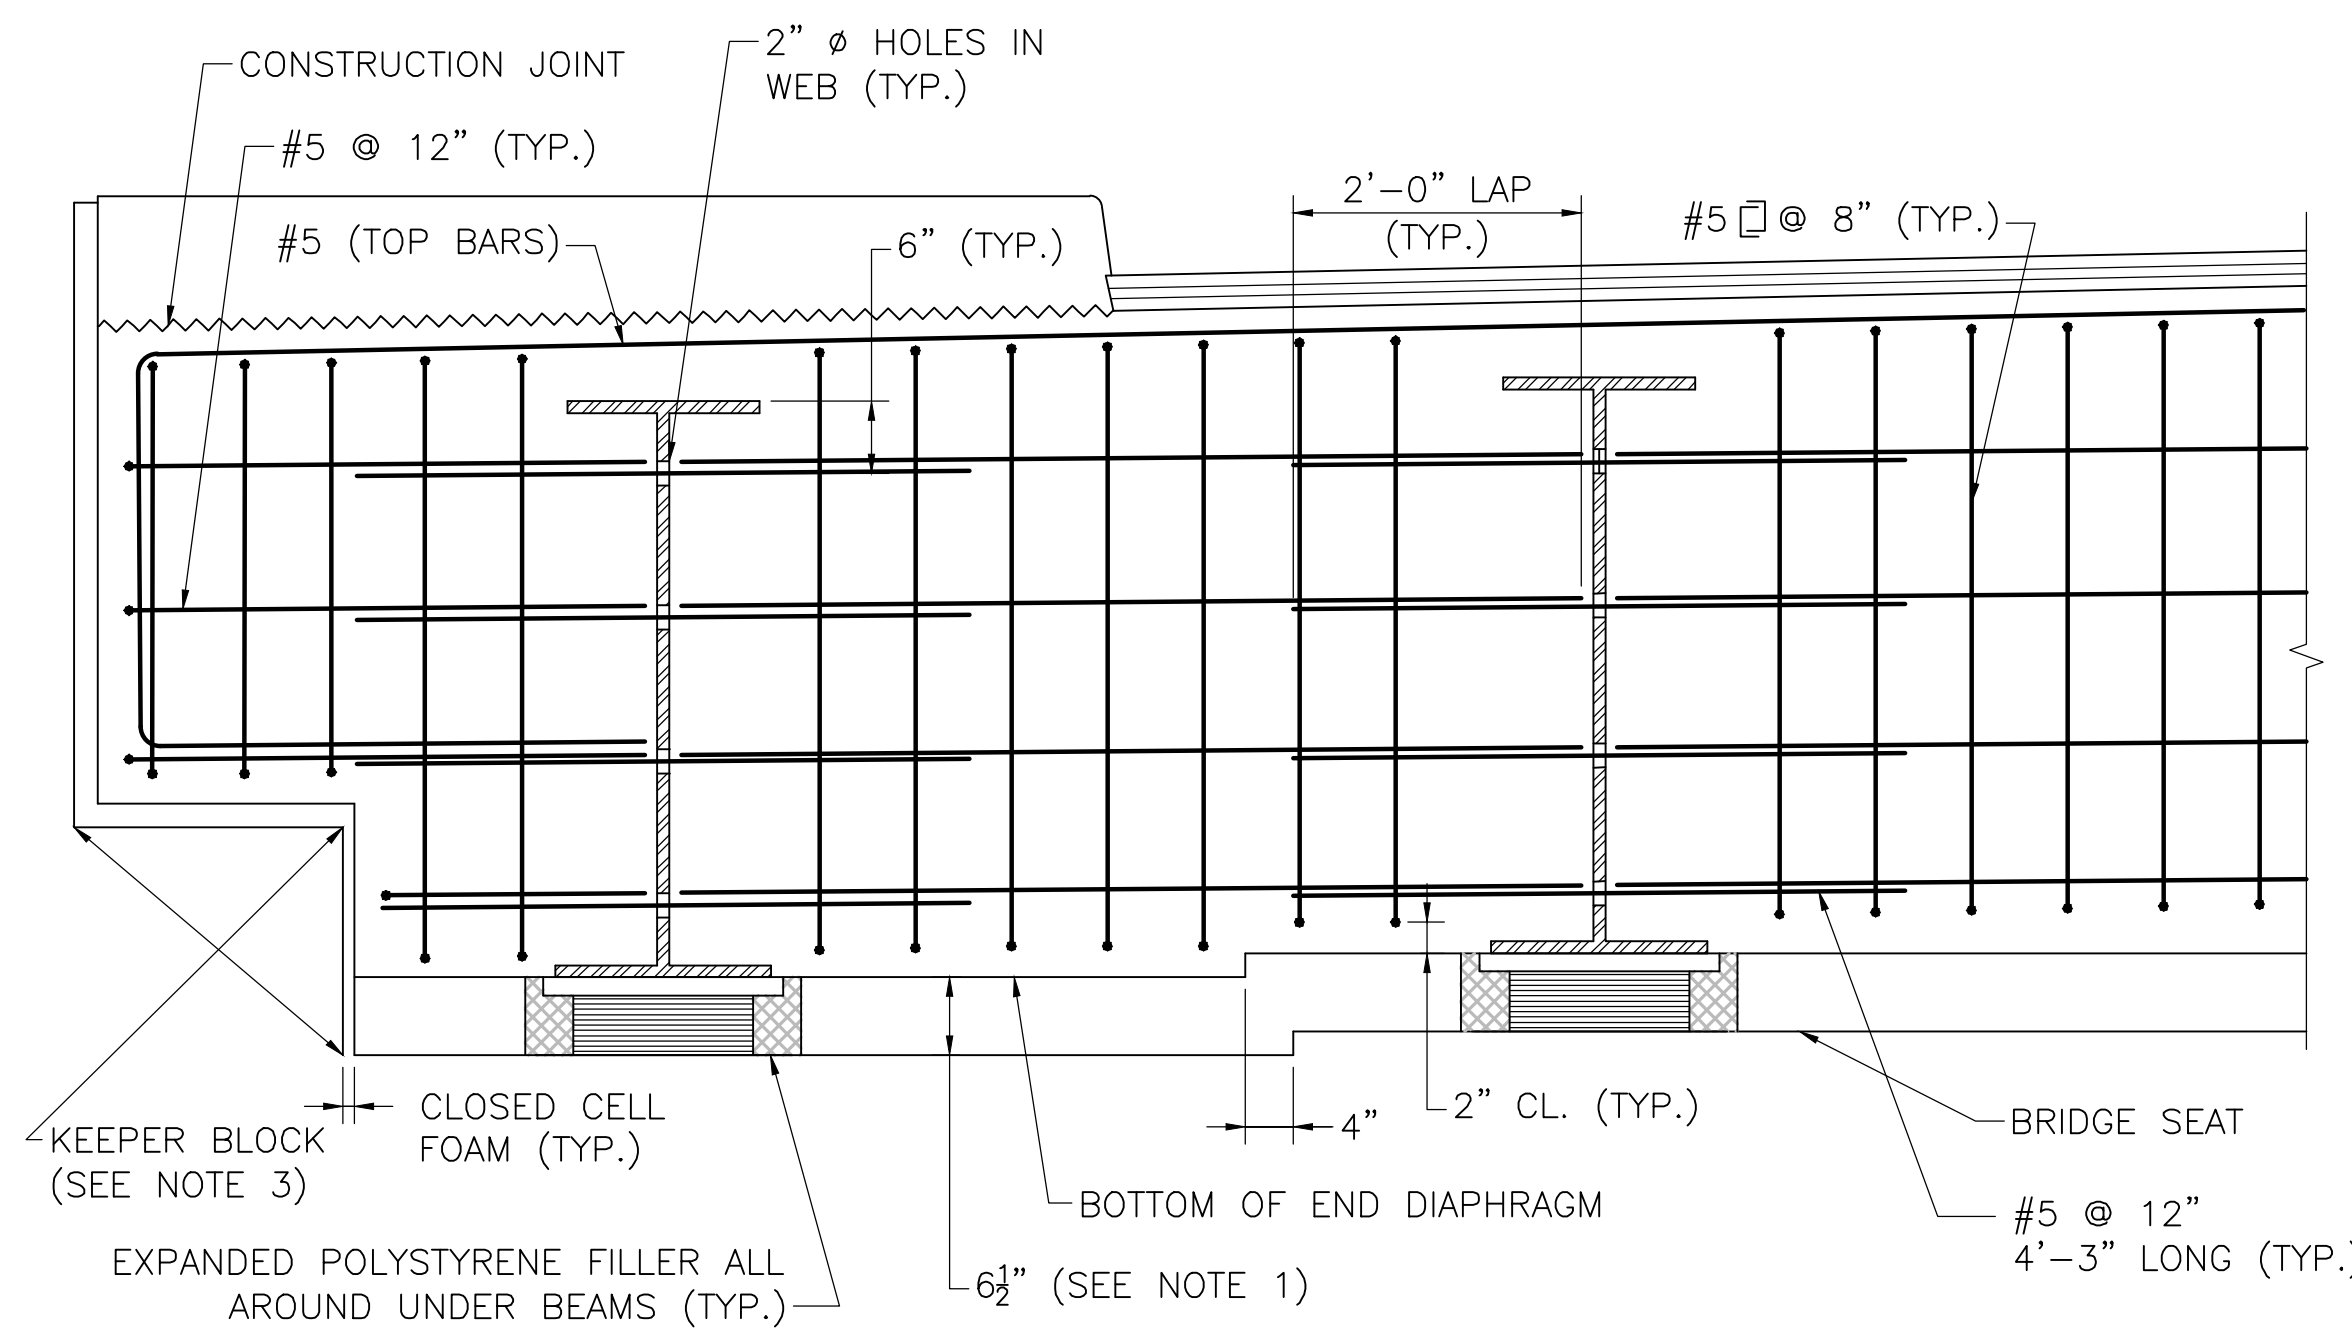 CONSTRUCTION JOINT
2” Ø HOLES IN
WEB (TYP.)
#5 @ 12” (TYP.)
2’-0” LAP
(TYP.)
#5 @ 8” (TYP.)
#5 (TOP BARS)
6” (TYP.)
CLOSED CELL
FOAM (TYP.)
2” CL. (TYP.)
4”
KEEPER BLOCK
(SEE NOTE 3)
BRIDGE SEAT
BOTTOM OF END DIAPHRAGM
#5 @ 12”
4’-3” LONG (TYP.)
EXPANDED POLYSTYRENE FILLER ALL
AROUND UNDER BEAMS (TYP.)
6½” (SEE NOTE 1)